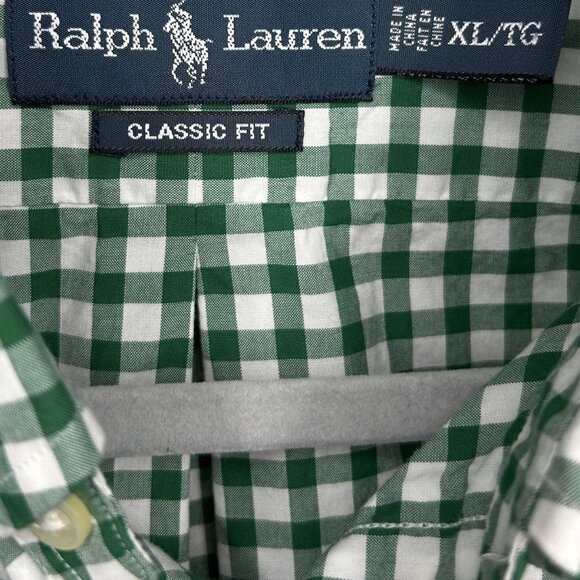 Ralph Lauren
MADE IN
CHINA
FAIT EN
CHINE
XL/TG
CLASSIC FIT